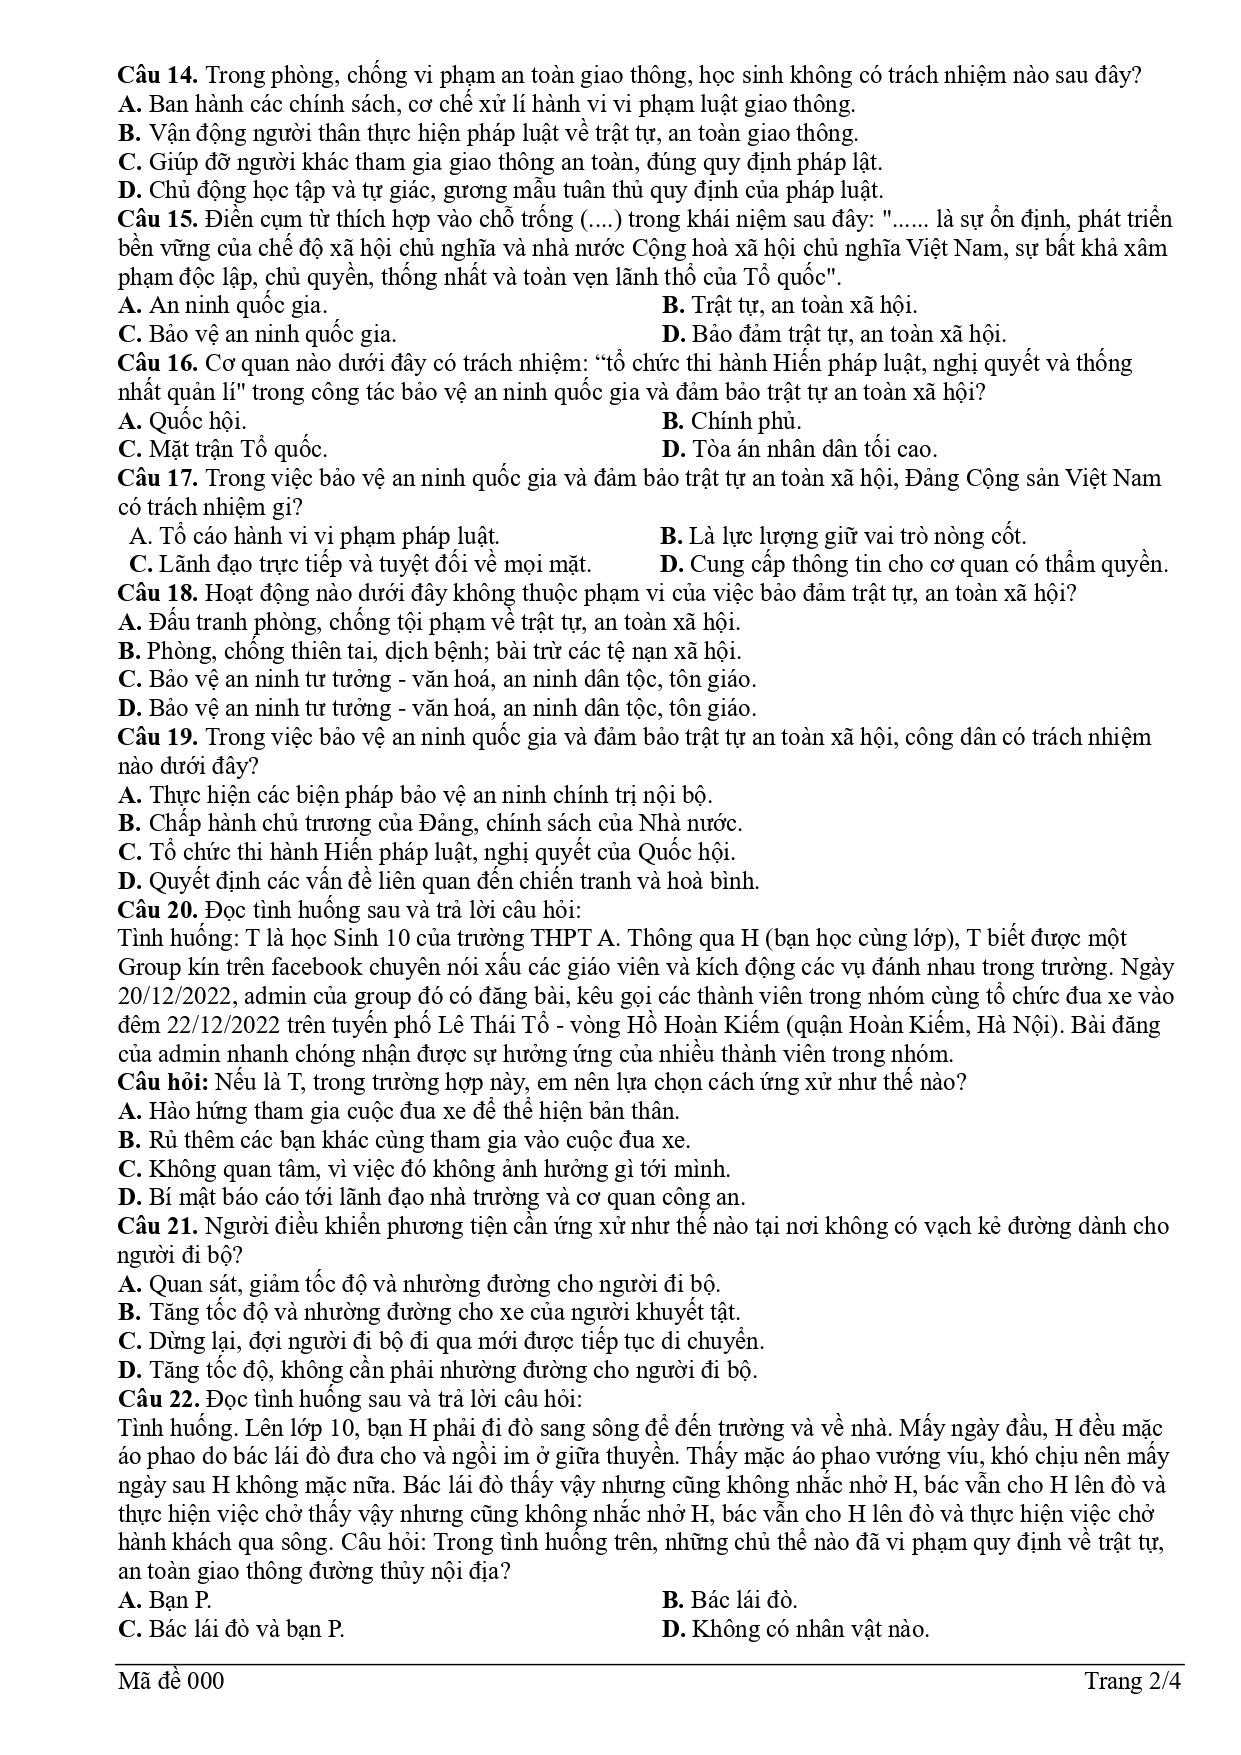 Câu 14. Trong phòng, chống vi phạm an toàn giao thông, học sinh không có trách nhiệm nào sau đây?
A. Ban hành các chính sách, cơ chế xử lí hành vi vi phạm luật giao thông.
B. Vận động người thân thực hiện pháp luật về trật tự, an toàn giao thông.
C. Giúp đỡ người khác tham gia giao thông an toàn, đúng quy định pháp lật.
D. Chủ động học tập và tự giác, gương mẫu tuân thủ quy định của pháp luật.
Câu 15. Điền cụm từ thích hợp vào chỗ trống (....) trong khái niệm sau đây: "...... là sự ổn định, phát triển
bền vững của chế độ xã hội chủ nghĩa và nhà nước Cộng hoà xã hội chủ nghĩa Việt Nam, sự bất khả xâm
phạm độc lập, chủ quyền, thống nhất và toàn vẹn lãnh thổ của Tổ quốc".
A. An ninh quốc gia. B. Trật tự, an toàn xã hội.
C. Bảo vệ an ninh quốc gia. D. Bảo đảm trật tự, an toàn xã hội.
Câu 16. Cơ quan nào dưới đây có trách nhiệm: “tổ chức thi hành Hiến pháp luật, nghị quyết và thống
nhất quản lí" trong công tác bảo vệ an ninh quốc gia và đảm bảo trật tự an toàn xã hội?
A. Quốc hội. B. Chính phủ.
C. Mặt trận Tổ quốc. D. Tòa án nhân dân tối cao.
Câu 17. Trong việc bảo vệ an ninh quốc gia và đảm bảo trật tự an toàn xã hội, Đảng Cộng sản Việt Nam
có trách nhiệm gi?
A. Tổ cáo hành vi vi phạm pháp luật. B. Là lực lượng giữ vai trò nòng cốt.
C. Lãnh đạo trực tiếp và tuyệt đối về mọi mặt. D. Cung cấp thông tin cho cơ quan có thẩm quyền.
Câu 18. Hoạt động nào dưới đây không thuộc phạm vi của việc bảo đảm trật tự, an toàn xã hội?
A. Đấu tranh phòng, chống tội phạm về trật tự, an toàn xã hội.
B. Phòng, chống thiên tai, dịch bệnh; bài trừ các tệ nạn xã hội.
C. Bảo vệ an ninh tư tưởng - văn hoá, an ninh dân tộc, tôn giáo.
D. Bảo vệ an ninh tư tưởng - văn hoá, an ninh dân tộc, tôn giáo.
Câu 19. Trong việc bảo vệ an ninh quốc gia và đảm bảo trật tự an toàn xã hội, công dân có trách nhiệm
nào dưới đây?
A. Thực hiện các biện pháp bảo vệ an ninh chính trị nội bộ.
B. Chấp hành chủ trương của Đảng, chính sách của Nhà nước.
C. Tổ chức thi hành Hiến pháp luật, nghị quyết của Quốc hội.
D. Quyết định các vấn đề liên quan đến chiến tranh và hoà bình.
Câu 20. Đọc tình huống sau và trả lời câu hỏi:
Tình huống: T là học Sinh 10 của trường THPT A. Thông qua H (bạn học cùng lớp), T biết được một
Group kín trên facebook chuyên nói xấu các giáo viên và kích động các vụ đánh nhau trong trường. Ngày
20/12/2022, admin của group đó có đăng bài, kêu gọi các thành viên trong nhóm cùng tổ chức đua xe vào
đêm 22/12/2022 trên tuyến phố Lê Thái Tổ - vòng Hồ Hoàn Kiếm (quận Hoàn Kiếm, Hà Nội). Bài đăng
của admin nhanh chóng nhận được sự hưởng ứng của nhiều thành viên trong nhóm.
Câu hỏi: Nếu là T, trong trường hợp này, em nên lựa chọn cách ứng xử như thế nào?
A. Hào hứng tham gia cuộc đua xe để thể hiện bản thân.
B. Rủ thêm các bạn khác cùng tham gia vào cuộc đua xe.
C. Không quan tâm, vì việc đó không ảnh hưởng gì tới mình.
D. Bí mật báo cáo tới lãnh đạo nhà trường và cơ quan công an.
Câu 21. Người điều khiển phương tiện cần ứng xử như thế nào tại nơi không có vạch kẻ đường dành cho
người đi bộ?
A. Quan sát, giảm tốc độ và nhường đường cho người đi bộ.
B. Tăng tốc độ và nhường đường cho xe của người khuyết tật.
C. Dừng lại, đợi người đi bộ đi qua mới được tiếp tục di chuyển.
D. Tăng tốc độ, không cần phải nhường đường cho người đi bộ.
Câu 22. Đọc tình huống sau và trả lời câu hỏi:
Tình huống. Lên lớp 10, bạn H phải đi đò sang sông để đến trường và về nhà. Mấy ngày đầu, H đều mặc
áo phao do bác lái đò đưa cho và ngồi im ở giữa thuyền. Thấy mặc áo phao vướng víu, khó chịu nên mấy
ngày sau H không mặc nữa. Bác lái đò thấy vậy nhưng cũng không nhắc nhở H, bác vẫn cho H lên đò và
thực hiện việc chở thấy vậy nhưng cũng không nhắc nhở H, bác vẫn cho H lên đò và thực hiện việc chở
hành khách qua sông. Câu hỏi: Trong tình huống trên, những chủ thể nào đã vi phạm quy định về trật tự,
an toàn giao thông đường thủy nội địa?
A. Bạn P. B. Bác lái đò.
C. Bác lái đò và bạn P. D. Không có nhân vật nào.
Mã đề 000 Trang 2/4